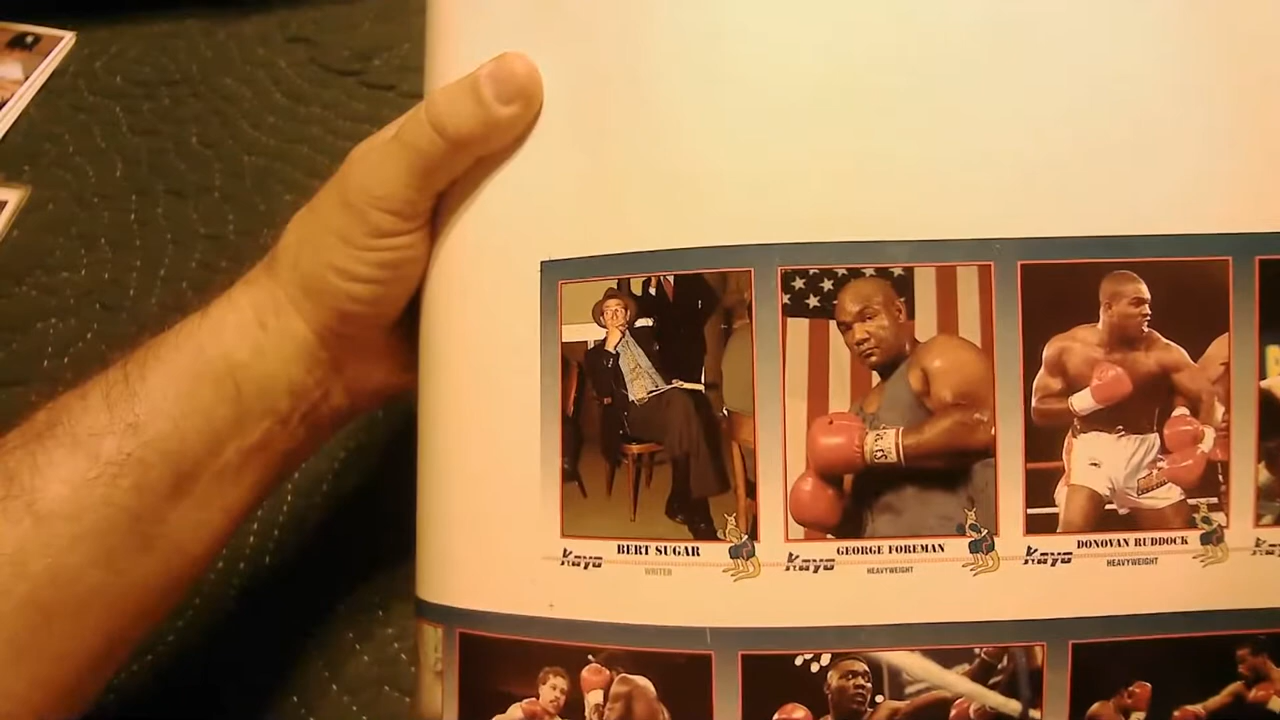 BERT SUGAR
Kayo
WRITER
GEORGE FOREMAN
Kayo
HEAVYWEIGHT
DONOVAN RUDDOCK
Kayo
HEAVYWEIGHT